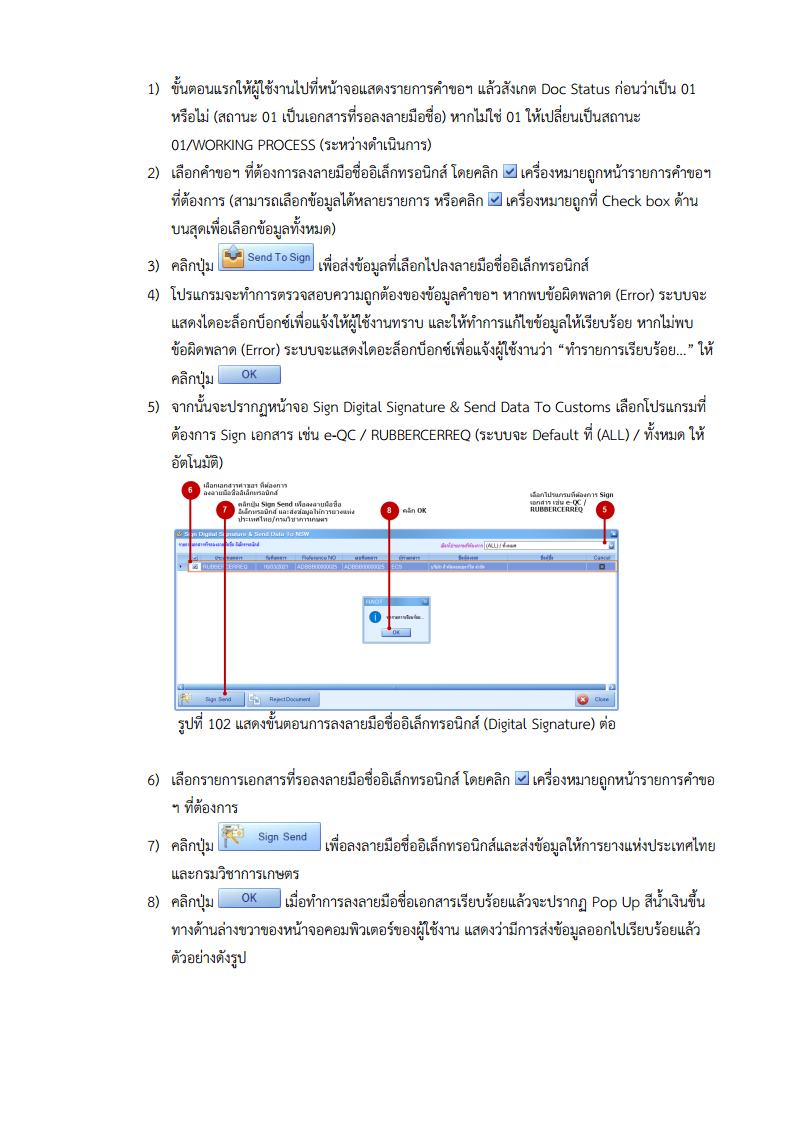 1) ขั้นตอนแรกให้ผู้ใช้งานไปที่หน้าจอแสดงรายการคำขอฯ แล้วสังเกต Doc Status ก่อนว่าเป็น 01
หรือไม่ (สถานะ 01 เป็นเอกสารที่รอลงลายมือชื่อ) หากไม่ใช่ 01 ให้เปลี่ยนเป็นสถานะ
01/WORKING PROCESS (ระหว่างดำเนินการ)
2) เลือกคำขอฯ ที่ต้องการลงลายมือชื่ออิเล็กทรอนิกส์ โดยคลิก เครื่องหมายถูกหน้ารายการคำขอฯ
ที่ต้องการ (สามารถเลือกข้อมูลได้หลายรายการ หรือคลิก เครื่องหมายถูกที่ Check box ด้าน
บนสุดเพื่อเลือกข้อมูลทั้งหมด)
3) คลิกปุ่ม Send To Sign เพื่อส่งข้อมูลที่เลือกไปลงลายมือชื่ออิเล็กทรอนิกส์
4) โปรแกรมจะทำการตรวจสอบความถูกต้องของข้อมูลคำขอฯ หากพบข้อผิดพลาด (Error) ระบบจะ
แสดงไดอะล็อกบ็อกซ์เพื่อแจ้งให้ผู้ใช้งานทราบ และให้ทำการแก้ไขข้อมูลให้เรียบร้อย หากไม่พบ
ข้อผิดพลาด (Error) ระบบจะแสดงไดอะล็อกบ็อกซ์เพื่อแจ้งผู้ใช้งานว่า “ทำรายการเรียบร้อย...” ให้
คลิกปุ่ม OK
5) จากนั้นจะปรากฏหน้าจอ Sign Digital Signature & Send Data To Customs เลือกโปรแกรมที่
ต้องการ Sign เอกสาร เช่น e-QC / RUBBERCERREQ (ระบบจะ Default ที่ (ALL) / ทั้งหมด ให้
อัตโนมัติ)
6 เลือกเอกสารคำขอฯ ที่ต้องการ
ลงลายมือชื่ออิเล็กทรอนิกส์
7 คลิกปุ่ม Sign Send เพื่อลงลายมือชื่อ
อิเล็กทรอนิกส์ และส่งข้อมูลให้การยางแห่ง
ประเทศไทย/กรมวิชาการเกษตร
8 คลิก OK
เลือกโปรแกรมที่ต้องการ Sign
เอกสาร เช่น e-QC /
RUBBERCERREQ 5
Sign Digital Signature & Send Data To NSW
(ALL) / ทั้งหมด
ประเภทเอกสาร วันที่เอกสาร Reference NO เลขที่เอกสาร Cancel
RUBBERCERREQ 16/03/2021 ADBBB00000025 ADBBB00000025 ECS
OK
Sign Send Reject Document Close
รูปที่ 102 แสดงขั้นตอนการลงลายมือชื่ออิเล็กทรอนิกส์ (Digital Signature) ต่อ
6) เลือกรายการเอกสารที่รอลงลายมือชื่ออิเล็กทรอนิกส์ โดยคลิก เครื่องหมายถูกหน้ารายการคำขอ
ฯ ที่ต้องการ
7) คลิกปุ่ม Sign Send เพื่อลงลายมือชื่ออิเล็กทรอนิกส์และส่งข้อมูลให้การยางแห่งประเทศไทย
และกรมวิชาการเกษตร
8) คลิกปุ่ม OK เมื่อทำการลงลายมือชื่อเอกสารเรียบร้อยแล้วจะปรากฏ Pop Up สีน้ำเงินขึ้น
ทางด้านล่างขวาของหน้าจอคอมพิวเตอร์ของผู้ใช้งาน แสดงว่ามีการส่งข้อมูลออกไปเรียบร้อยแล้ว
ตัวอย่างดังรูป